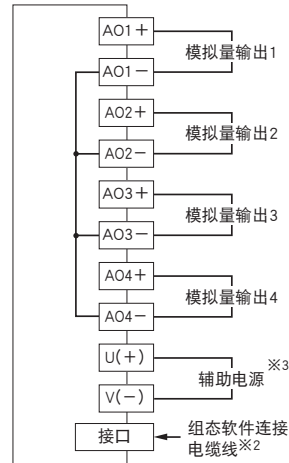 AO1+
模拟量输出1
AO1−
AO2+
模拟量输出2
AO2−
AO3+
模拟量输出3
AO3−
AO4+
模拟量输出4
AO4−
U(+)
辅助电源※3
V(−)
接口
组态软件连接
电缆线※2